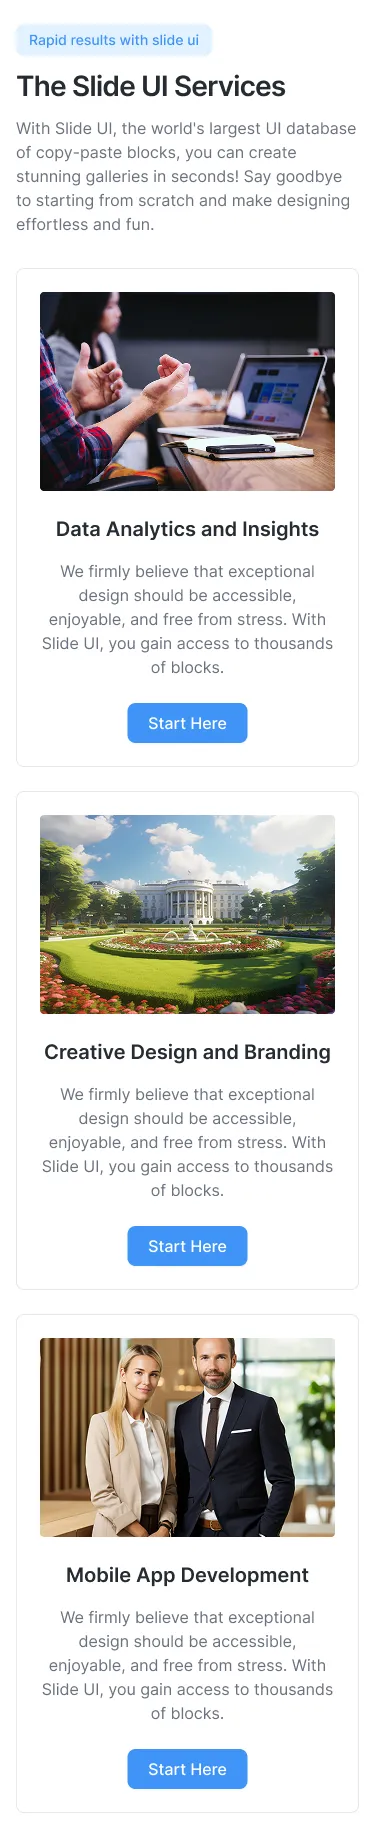 Rapid results with slide ui
The Slide UI Services
With Slide UI, the world's largest UI database
of copy-paste blocks, you can create
stunning galleries in seconds! Say goodbye
to starting from scratch and make designing
effortless and fun.
Data Analytics and Insights
We firmly believe that exceptional
design should be accessible,
enjoyable, and free from stress. With
Slide UI, you gain access to thousands
of blocks.
Start Here
Creative Design and Branding
We firmly believe that exceptional
design should be accessible,
enjoyable, and free from stress. With
Slide UI, you gain access to thousands
of blocks.
Start Here
Mobile App Development
We firmly believe that exceptional
design should be accessible,
enjoyable, and free from stress. With
Slide UI, you gain access to thousands
of blocks.
Start Here